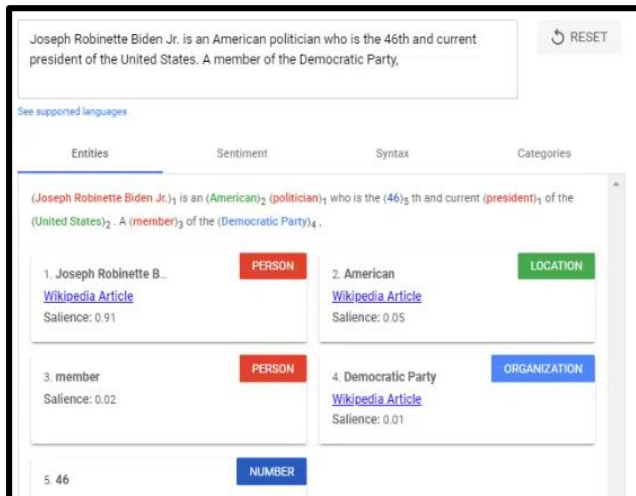 Joseph Robinette Biden Jr. is an American politician who is the 46th and current
president of the United States. A member of the Democratic Party,
RESET
See supported languages
Entities Sentiment Syntax Categories
(Joseph Robinette Biden Jr.)1 is an (American)2 (politician)1 who is the (46)5 th and current (president)1 of the
(United States)2 . A (member)3 of the (Democratic Party)4 ,
1. Joseph Robinette B.. PERSON
Wikipedia Article
Salience: 0.91
2. American LOCATION
Wikipedia Article
Salience: 0.05
3. member PERSON
Salience: 0.02
4. Democratic Party ORGANIZATION
Wikipedia Article
Salience: 0.01
5. 46 NUMBER